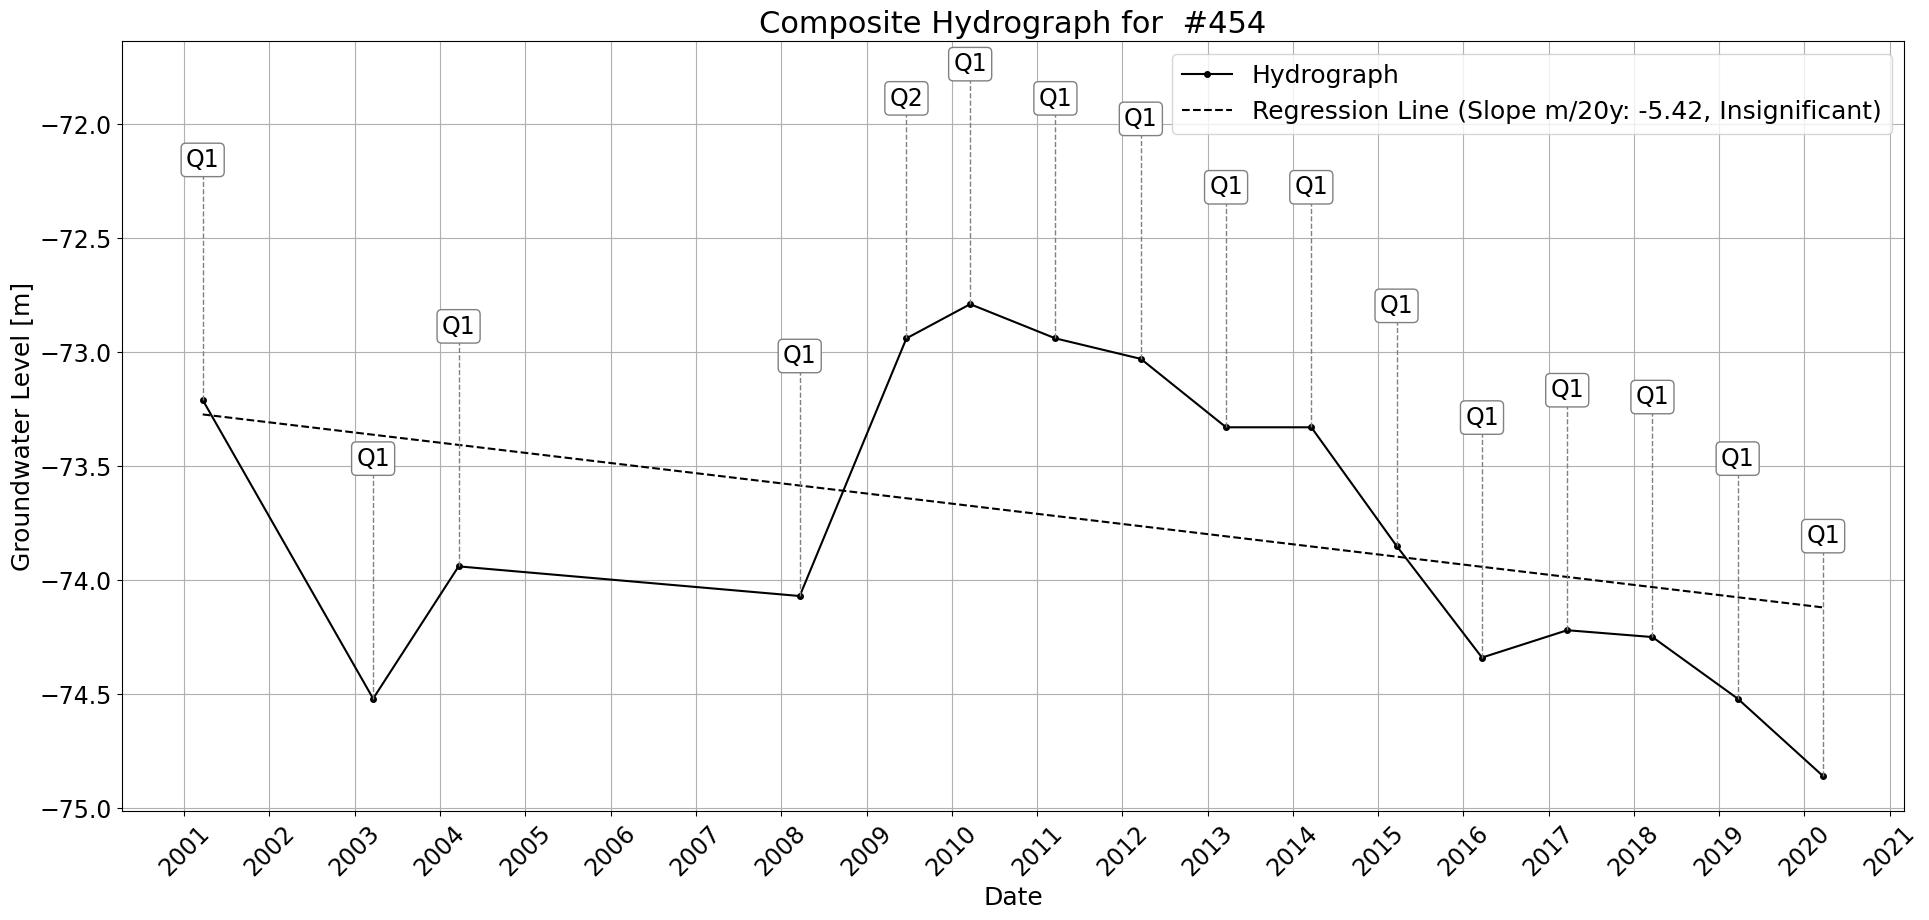 Composite Hydrograph for  #454
Hydrograph
Regression Line (Slope m/20y: -5.42, Insignificant)
Q1
Q1
Q1
Q1
Q2
Q1
Q1
Q1
Q1
Q1
Q1
Q1
Q1
Q1
Q1
Q1
Groundwater Level [m]
−72.0
−72.5
−73.0
−73.5
−74.0
−74.5
−75.0
2001
2002
2003
2004
2005
2006
2007
2008
2009
2010
2011
2012
2013
2014
2015
2016
2017
2018
2019
2020
2021
Date